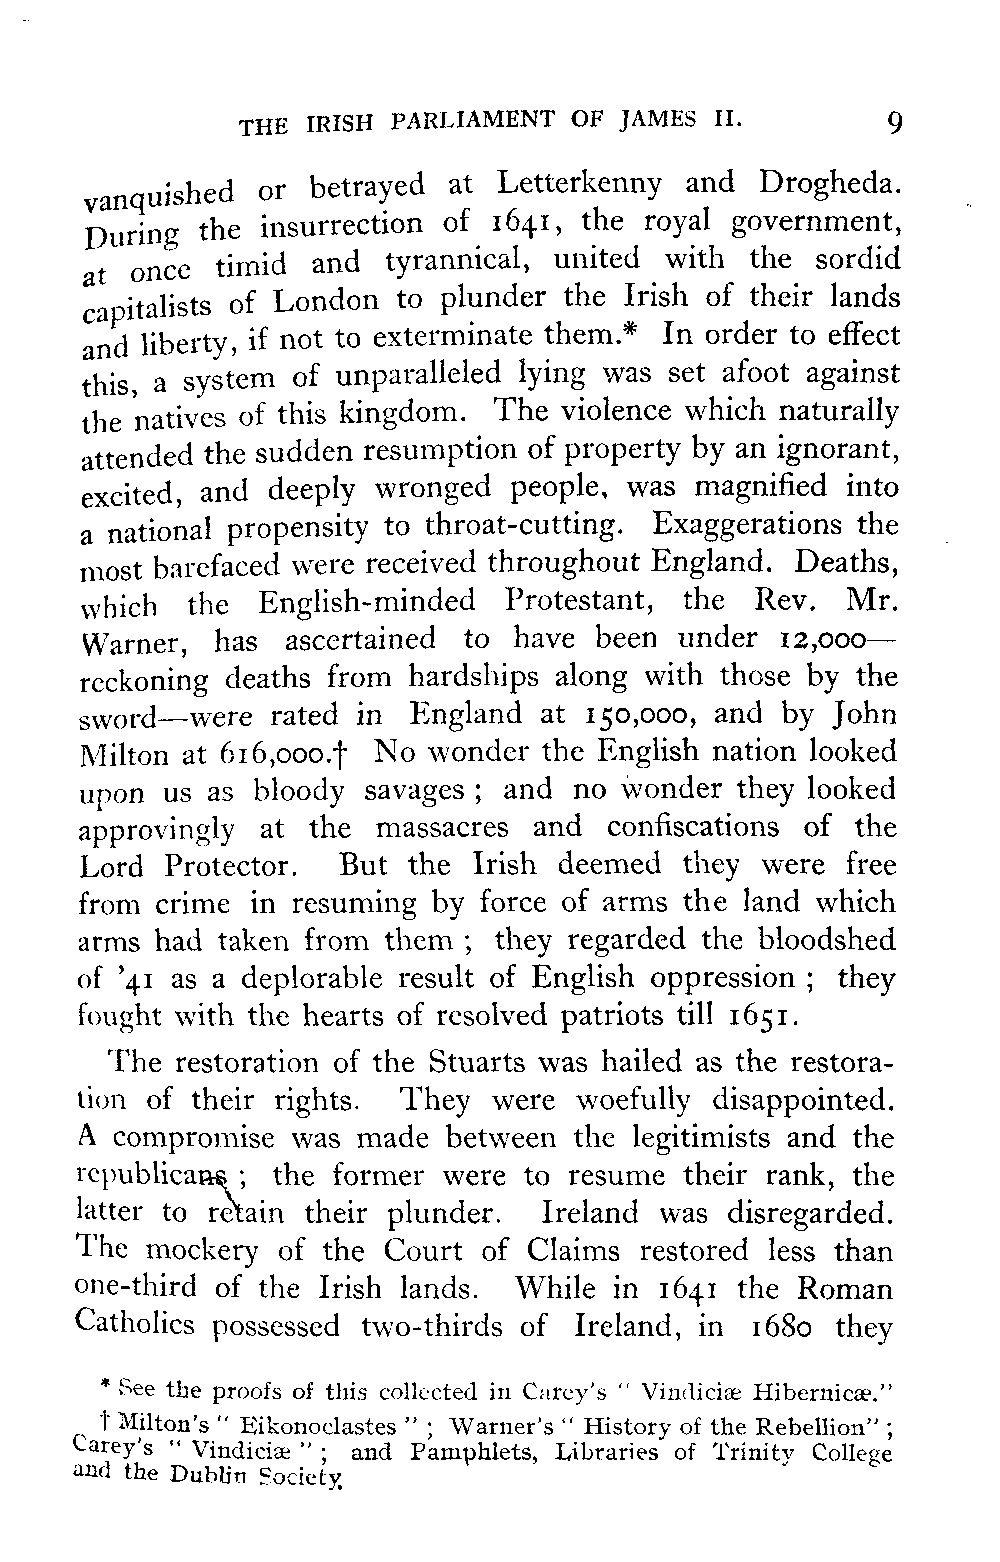 THE IRISH PARLIAMENT OF JAMES II. 9
vanquished or betrayed at Letterkenny and Drogheda.
During the insurrection of 1641, the royal government,
at once timid and tyrannical, united with the sordid
capitalists of London to plunder the Irish of their lands
and liberty, if not to exterminate them.* In order to effect
this, a system of unparalleled lying was set afoot against
the natives of this kingdom. The violence which naturally
attended the sudden resumption of property by an ignorant,
excited, and deeply wronged people, was magnified into
a national propensity to throat-cutting. Exaggerations the
most barefaced were received throughout England. Deaths,
which the English-minded Protestant, the Rev. Mr.
Warner, has ascertained to have been under 12,000—
reckoning deaths from hardships along with those by the
sword—were rated in England at 150,000, and by John
Milton at 616,000.† No wonder the English nation looked
upon us as bloody savages ; and no wonder they looked
approvingly at the massacres and confiscations of the
Lord Protector. But the Irish deemed they were free
from crime in resuming by force of arms the land which
arms had taken from them ; they regarded the bloodshed
of ’41 as a deplorable result of English oppression ; they
fought with the hearts of resolved patriots till 1651.
The restoration of the Stuarts was hailed as the restora-
tion of their rights. They were woefully disappointed.
A compromise was made between the legitimists and the
republicans ; the former were to resume their rank, the
latter to retain their plunder. Ireland was disregarded.
The mockery of the Court of Claims restored less than
one-third of the Irish lands. While in 1641 the Roman
Catholics possessed two-thirds of Ireland, in 1680 they
* See the proofs of this collected in Carey’s “ Vindiciæ Hibernicæ.”
† Milton’s “ Eikonoclastes ” ; Warner’s “ History of the Rebellion” ;
Carey’s “ Vindiciæ ” ; and Pamphlets, Libraries of Trinity College
and the Dublin Society.